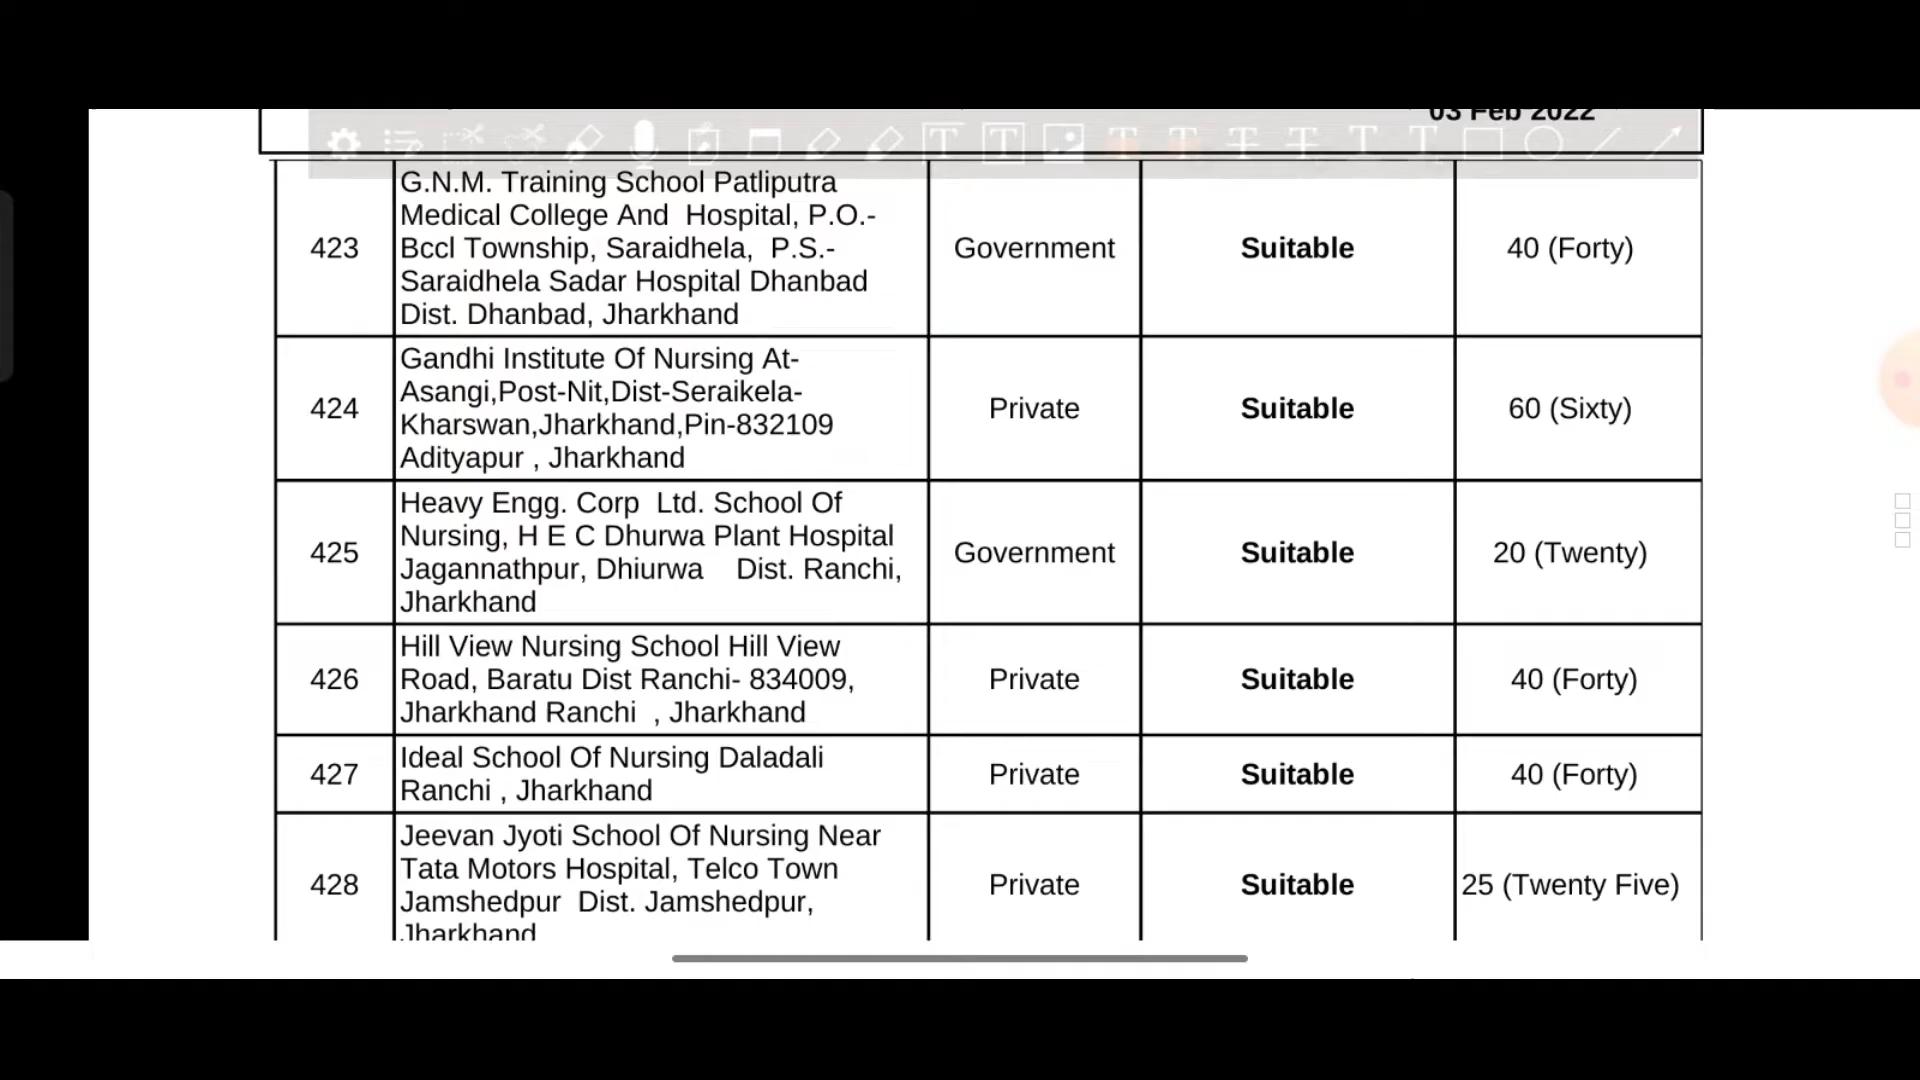 03 Feb 2022
423
G.N.M. Training School Patliputra
Medical College And  Hospital, P.O.-
Bccl Township, Saraidhela,  P.S.-
Saraidhela Sadar Hospital Dhanbad
Dist. Dhanbad, Jharkhand
Government
Suitable
40 (Forty)
424
Gandhi Institute Of Nursing At-
Asangi,Post-Nit,Dist-Seraikela-
Kharswan,Jharkhand,Pin-832109
Adityapur , Jharkhand
Private
Suitable
60 (Sixty)
425
Heavy Engg. Corp  Ltd. School Of
Nursing, H E C Dhurwa Plant Hospital
Jagannathpur, Dhiurwa    Dist. Ranchi,
Jharkhand
Government
Suitable
20 (Twenty)
426
Hill View Nursing School Hill View
Road, Baratu Dist Ranchi- 834009,
Jharkhand Ranchi  , Jharkhand
Private
Suitable
40 (Forty)
427
Ideal School Of Nursing Daladali
Ranchi , Jharkhand
Private
Suitable
40 (Forty)
428
Jeevan Jyoti School Of Nursing Near
Tata Motors Hospital, Telco Town
Jamshedpur  Dist. Jamshedpur,
Jharkhand
Private
Suitable
25 (Twenty Five)